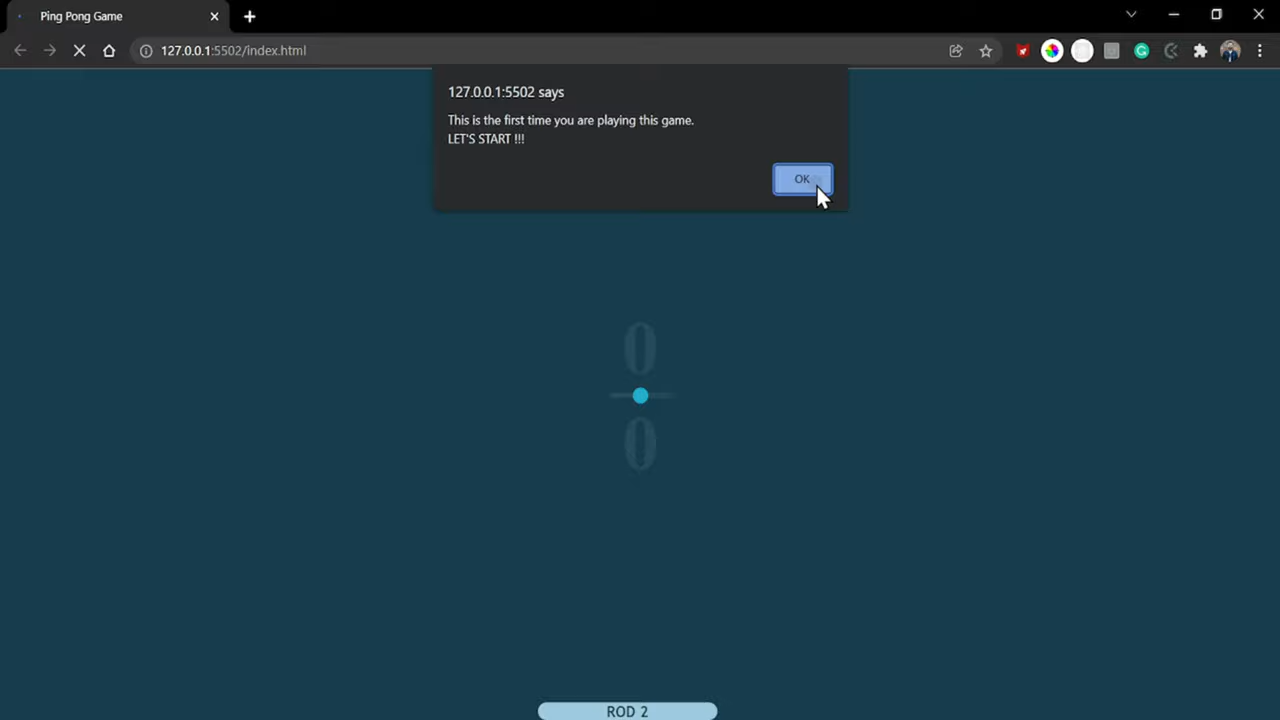 Ping Pong Game
127.0.0.1:5502/index.html
127.0.0.1:5502 says
This is the first time you are playing this game.
LET'S START !!!
OK
0
0
ROD 2